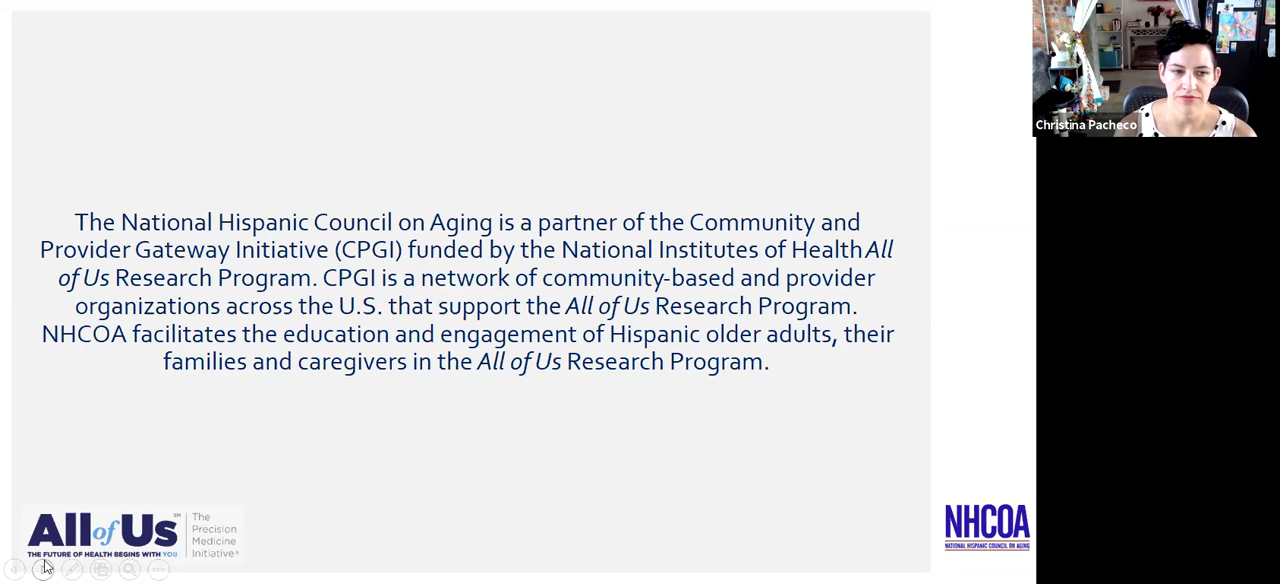 The National Hispanic Council on Aging is a partner of the Community and
Provider Gateway Initiative (CPGI) funded by the National Institutes of Health All
of Us Research Program. CPGI is a network of community-based and provider
organizations across the U.S. that support the All of Us Research Program.
NHCOA facilitates the education and engagement of Hispanic older adults, their
families and caregivers in the All of Us Research Program.
Christina Pacheco
All of Us℠
THE FUTURE OF HEALTH BEGINS WITH YOU
The
Precision
Medicine
Initiative®
NHCOA
NATIONAL HISPANIC COUNCIL ON AGING